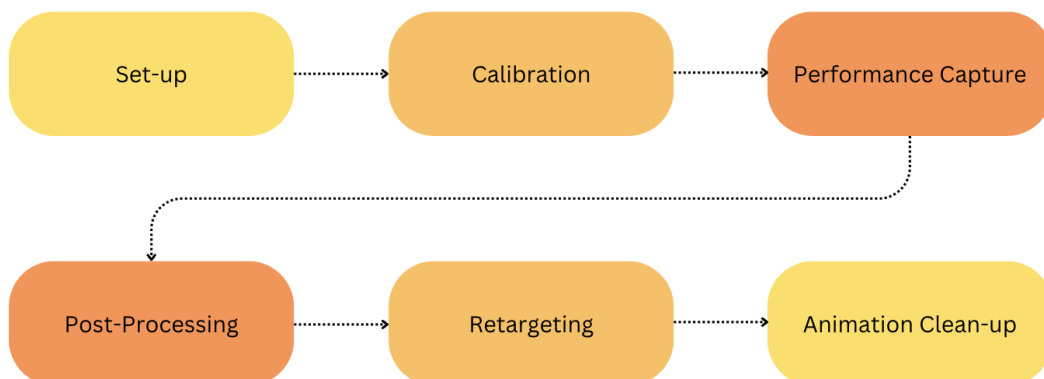 Set-up
Calibration
Performance Capture
Post-Processing
Retargeting
Animation Clean-up